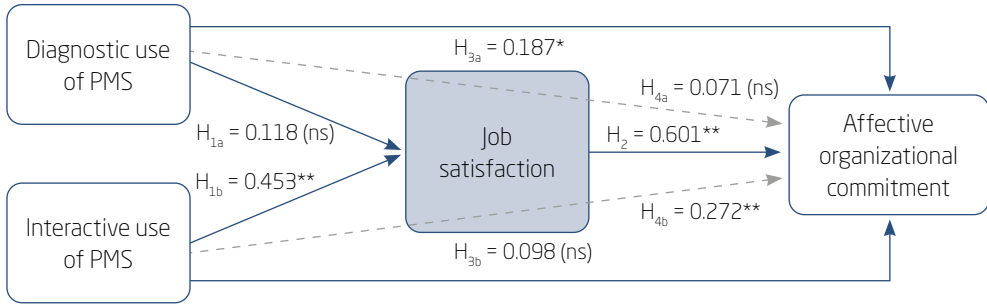 Diagnostic use
of PMS
H3a = 0.187*
H4a = 0.071 (ns)
H1a = 0.118 (ns)
Job
satisfaction
H2 = 0.601**
Affective
organizational
commitment
H1b = 0.453**
Interactive use
of PMS
H4b = 0.272**
H3b = 0.098 (ns)